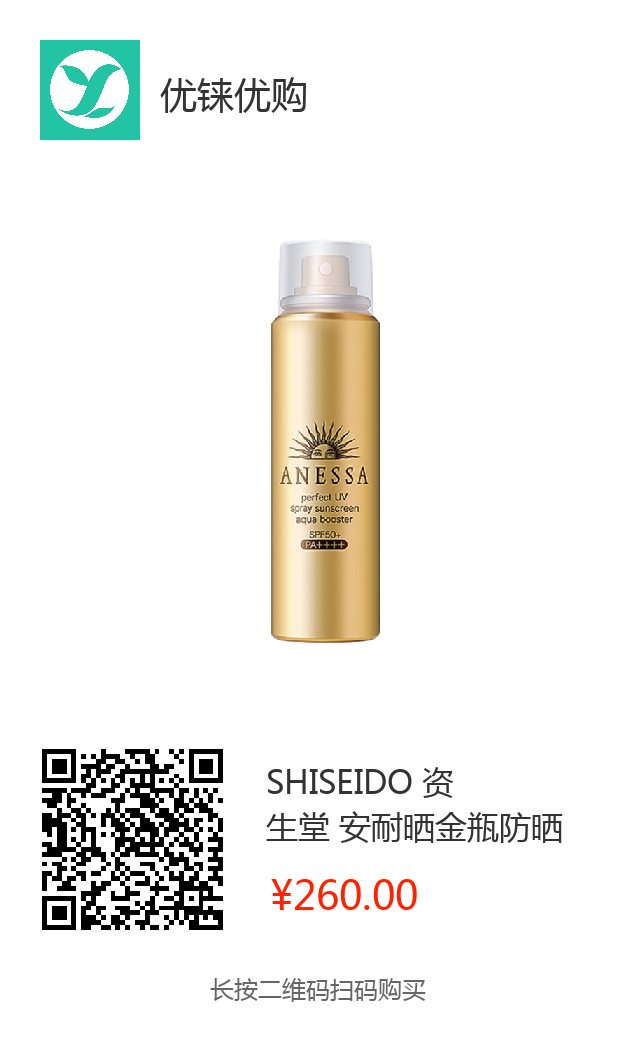 优铼优购
ANESSA
perfect UV
spray sunscreen
aqua booster
SPF50+
PA++++
SHISEIDO 资
生堂 安耐晒金瓶防晒
¥260.00
长按二维码扫码购买